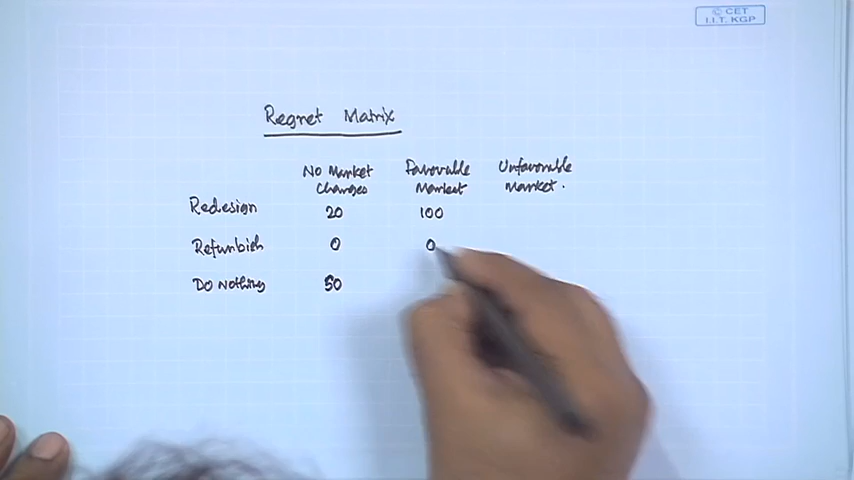 © CET
I.I.T. KGP
Regret Matrix
No Market Favorable Unfavorable
Changes Market Market.
Redesign 20 100
Refurbish 0 0
Do Nothing 50